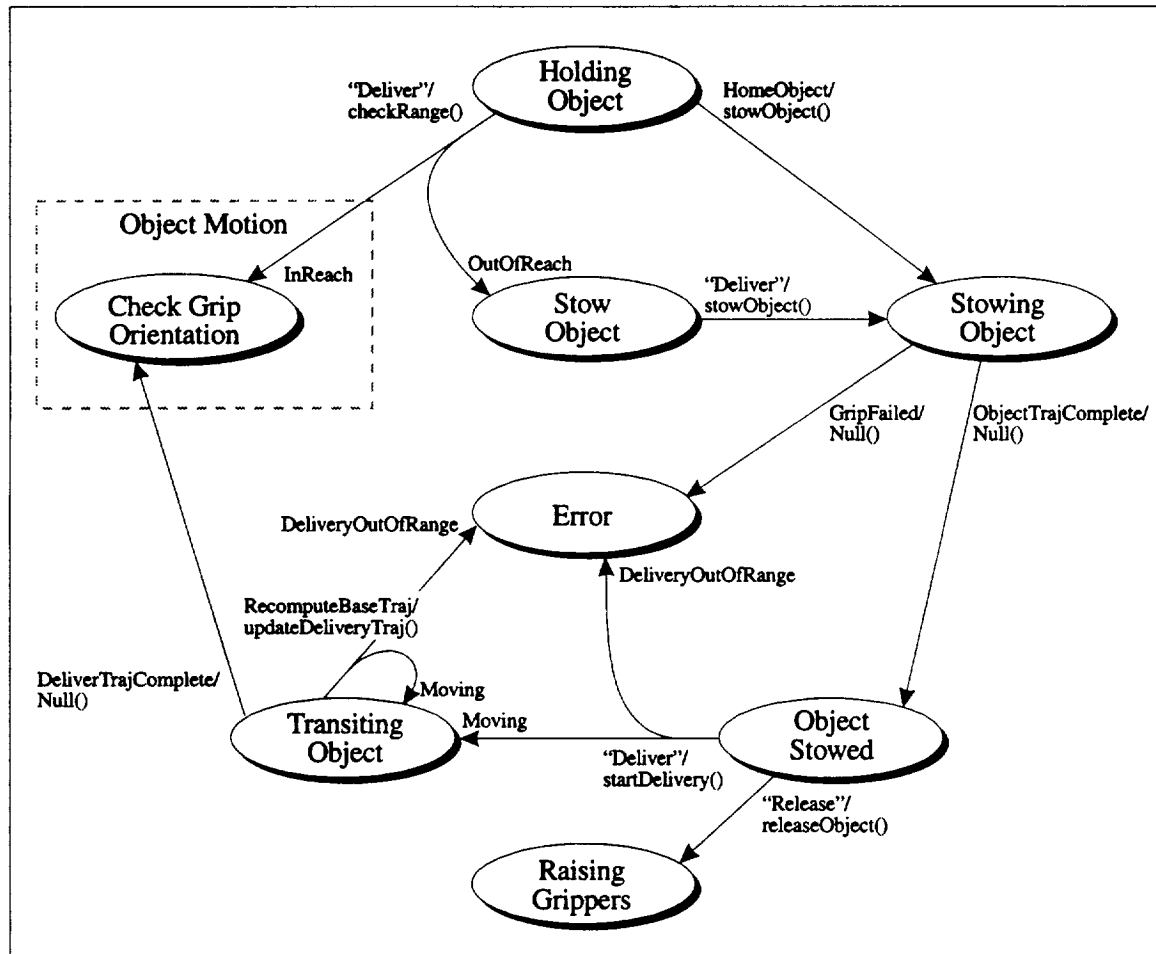 Holding
Object
“Deliver”/
checkRange()
HomeObject/
stowObject()
Object Motion
InReach
OutOfReach
Check Grip
Orientation
Stow
Object
“Deliver”/
stowObject()
Stowing
Object
GripFailed/
Null()
ObjectTrajComplete/
Null()
Error
DeliveryOutOfRange
DeliveryOutOfRange
RecomputeBaseTraj/
updateDeliveryTraj()
DeliverTrajComplete/
Null()
Moving
Moving
Transiting
Object
“Deliver”/
startDelivery()
Object
Stowed
“Release”/
releaseObject()
Raising
Grippers